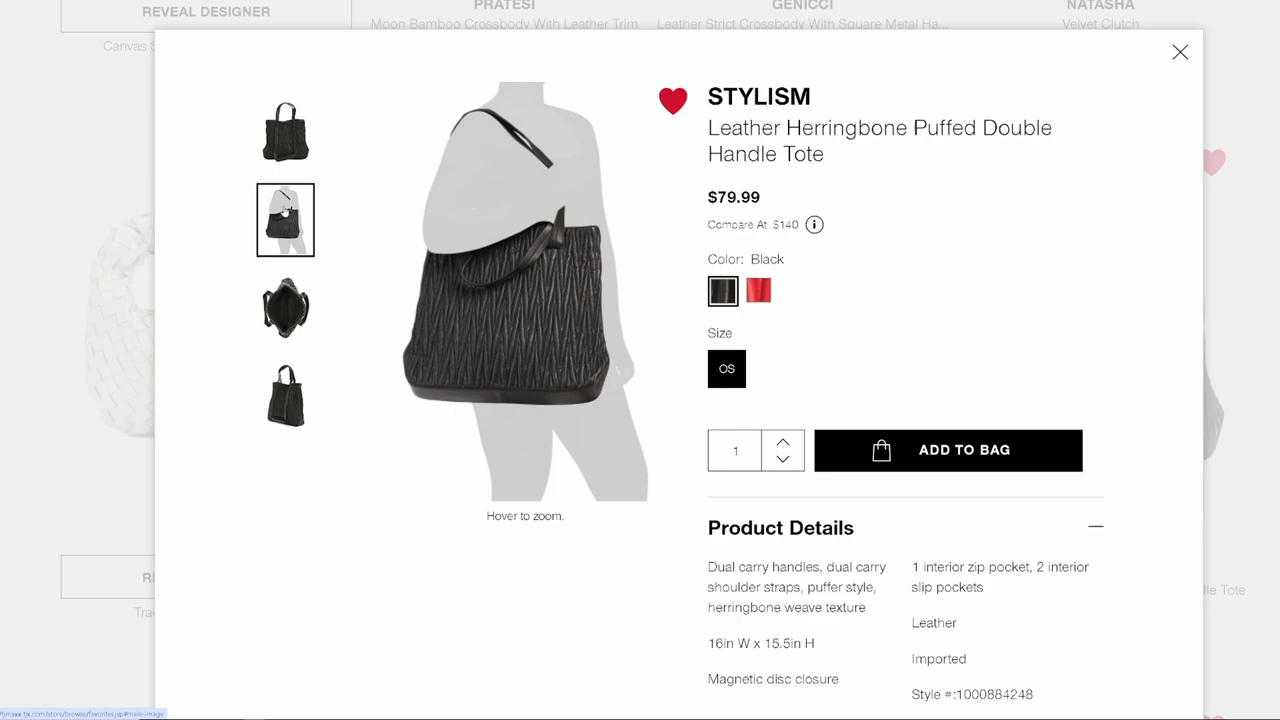 REVEAL DESIGNER
PRATESI
GENICCI
NATASHA
Canvas S
Moon Bamboo Crossbody With Leather Trim
Leather Strict Crossbody With Square Metal Ha...
Velvet Clutch
STYLISM
Leather Herringbone Puffed Double
Handle Tote
$79.99
Compare At $140
Color: Black
Size
OS
1
ADD TO BAG
Hover to zoom.
Product Details
Dual carry handles, dual carry
shoulder straps, puffer style,
herringbone weave texture
16in W x 15.5in H
Magnetic disc closure
1 interior zip pocket, 2 interior
slip pockets
Leather
Imported
Style #:1000884248
RE
Trac
lle Tote